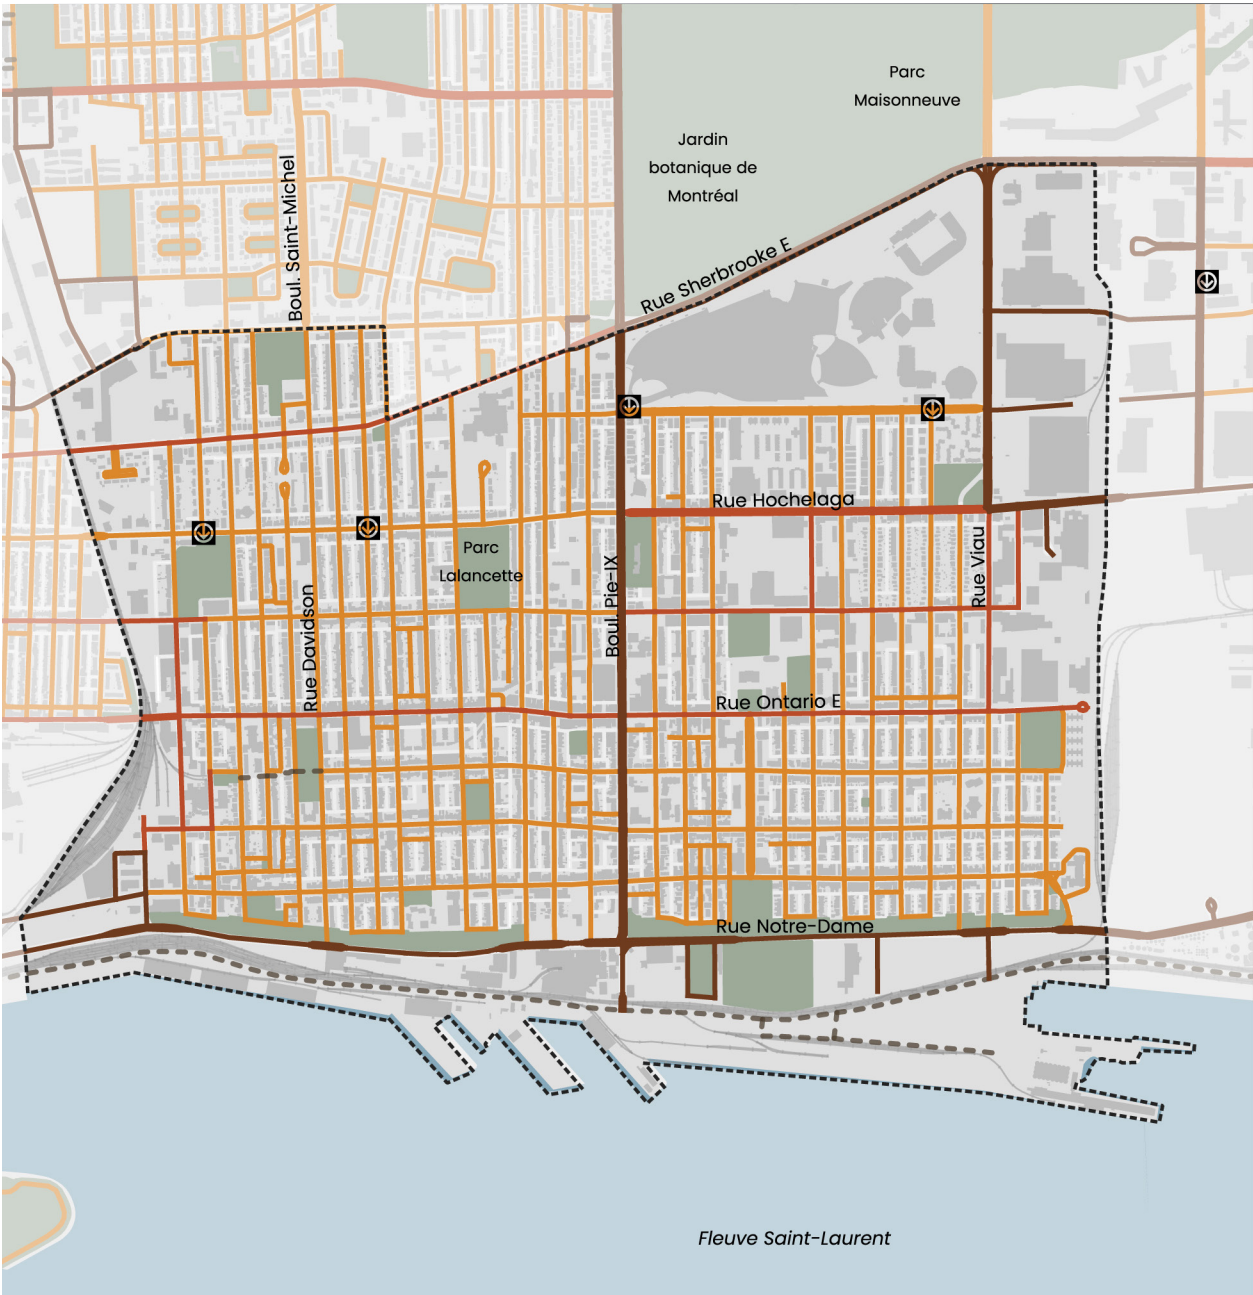 Parc
Maisonneuve
Jardin
botanique de
Montréal
Boul. Saint-Michel
Rue Sherbrooke E
Rue Hochelaga
Parc
Lalancette
Rue Viau
Boul. Pie-IX
Rue Davidson
Rue Ontario E
Rue Notre-Dame
Fleuve Saint-Laurent